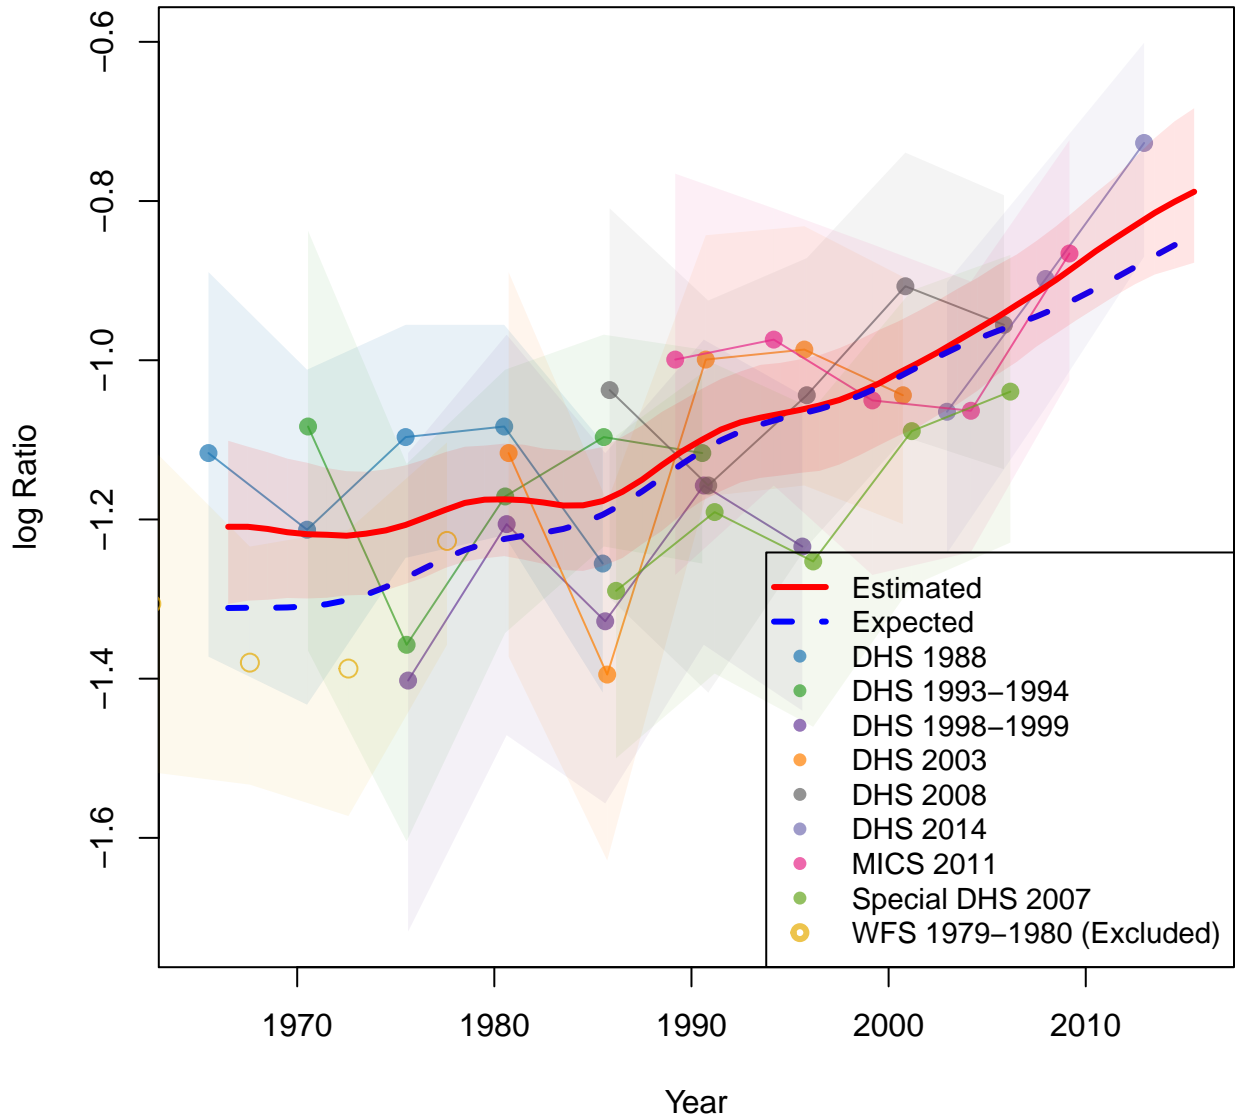 −0.6
−0.8
−1.0
−1.2
−1.4
−1.6
log Ratio
Estimated
Expected
DHS 1988
DHS 1993−1994
DHS 1998−1999
DHS 2003
DHS 2008
DHS 2014
MICS 2011
Special DHS 2007
WFS 1979−1980 (Excluded)
1970 1980 1990 2000 2010
Year